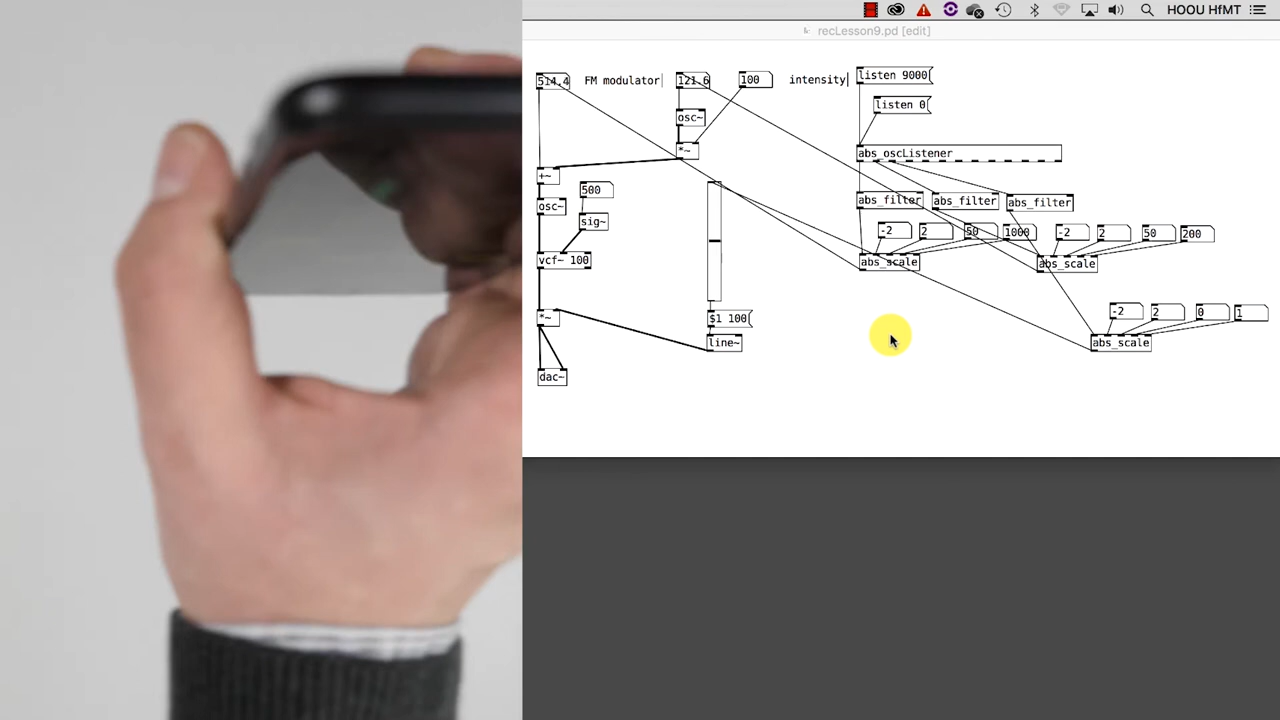 HOOU HfMT
recLesson9.pd [edit]
514.4 FM modulator 121.6 100 intensity listen 9000
listen 0
osc~
*~ abs_oscListener
+~
500
osc~ abs_filter abs_filter abs_filter
sig~
-2 2 50 1000 -2 2 50 200
vcf~ 100 abs_scale abs_scale
-2 2 0 1
*~ $1 100
line~ abs_scale
dac~